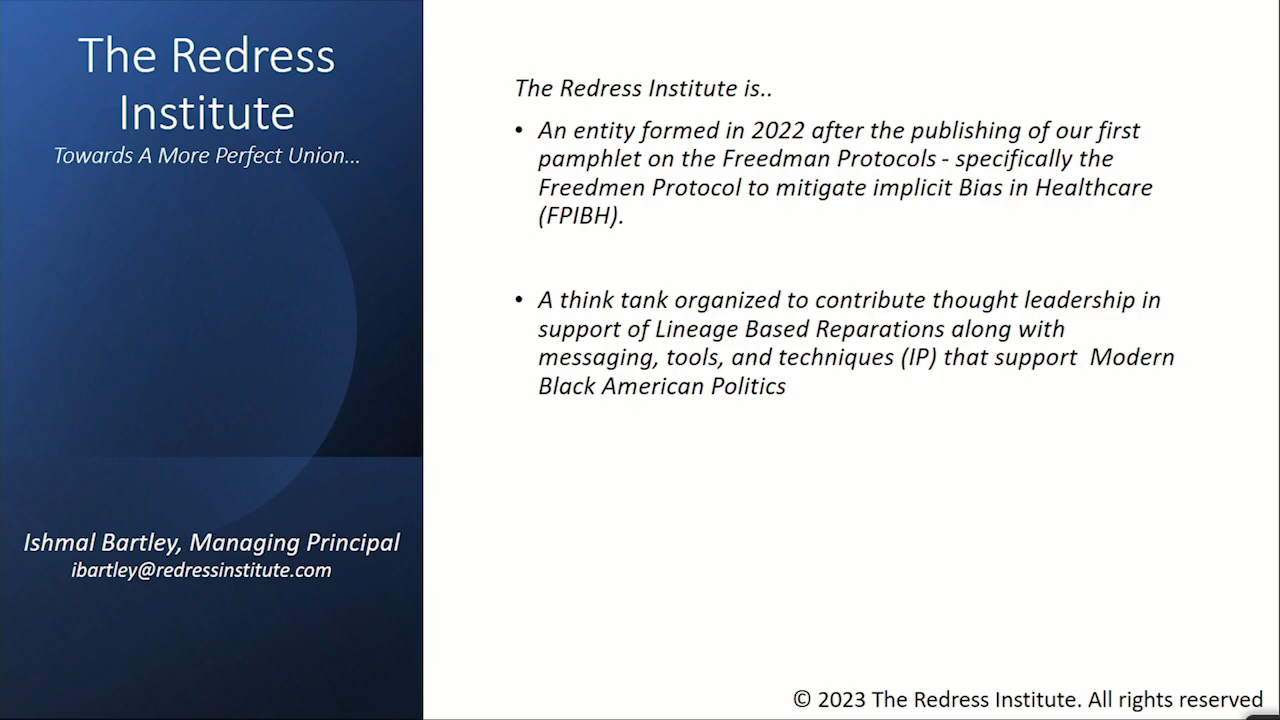 The Redress
Institute
Towards A More Perfect Union...
Ishmal Bartley, Managing Principal
ibartley@redressinstitute.com
The Redress Institute is..
• An entity formed in 2022 after the publishing of our first
pamphlet on the Freedman Protocols - specifically the
Freedmen Protocol to mitigate implicit Bias in Healthcare
(FPIBH).
• A think tank organized to contribute thought leadership in
support of Lineage Based Reparations along with
messaging, tools, and techniques (IP) that support  Modern
Black American Politics
© 2023 The Redress Institute. All rights reserved